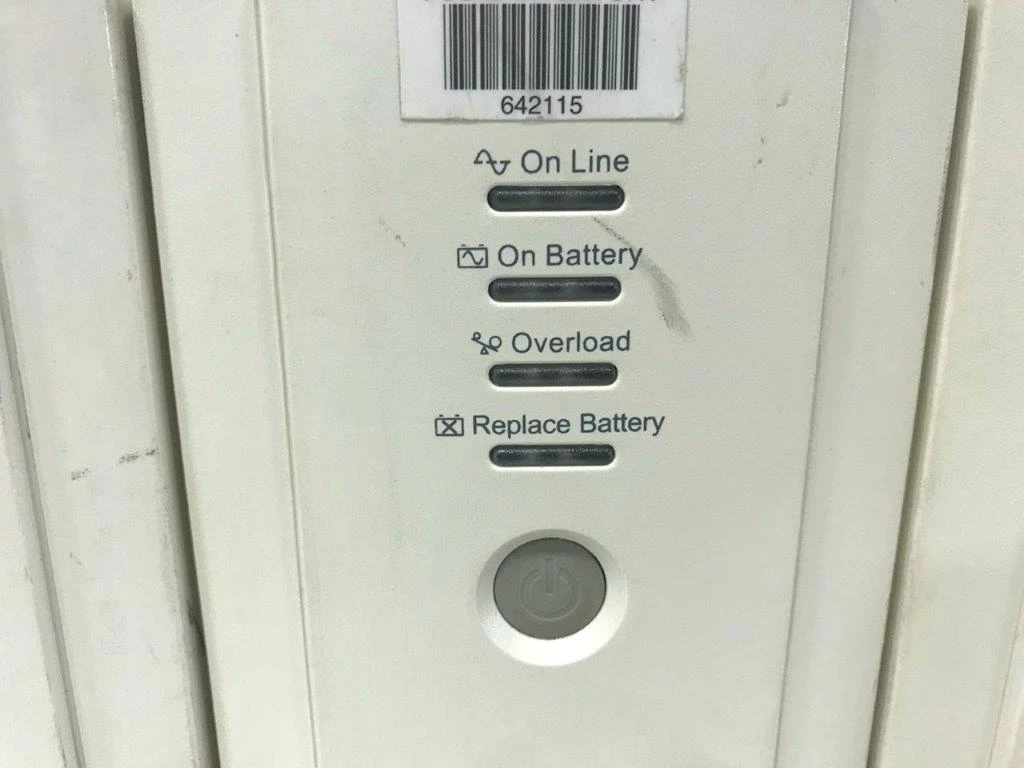 642115
On Line
On Battery
Overload
Replace Battery